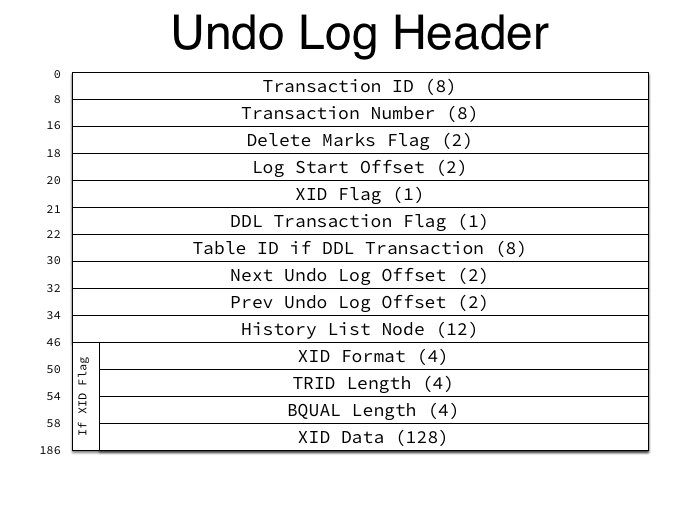 Undo Log Header
0
Transaction ID (8)
8
Transaction Number (8)
16
Delete Marks Flag (2)
18
Log Start Offset (2)
20
XID Flag (1)
21
DDL Transaction Flag (1)
22
Table ID if DDL Transaction (8)
30
Next Undo Log Offset (2)
32
Prev Undo Log Offset (2)
34
History List Node (12)
46
If XID Flag
XID Format (4)
50
TRID Length (4)
54
BQUAL Length (4)
58
XID Data (128)
186